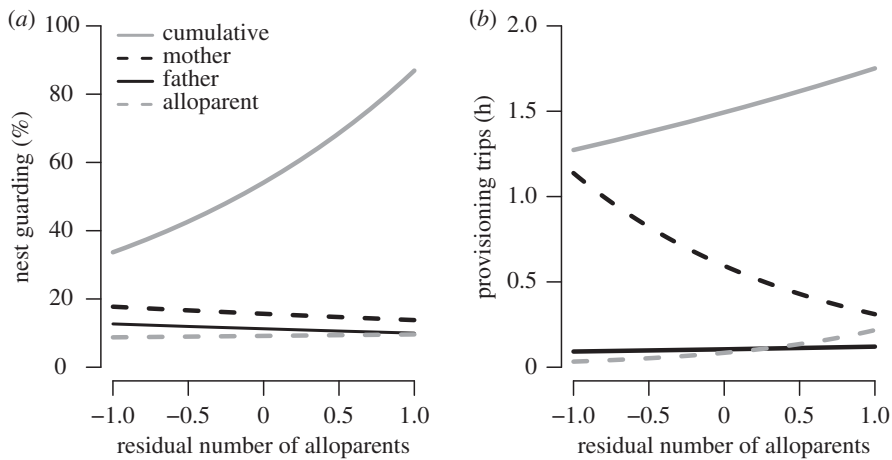 (a)
100
80
60
40
20
0
nest guarding (%)
cumulative
mother
father
alloparent
−1.0 −0.5 0 0.5 1.0
residual number of alloparents
(b)
2.0
1.5
1.0
0.5
0
provisioning trips (h)
−1.0 −0.5 0 0.5 1.0
residual number of alloparents